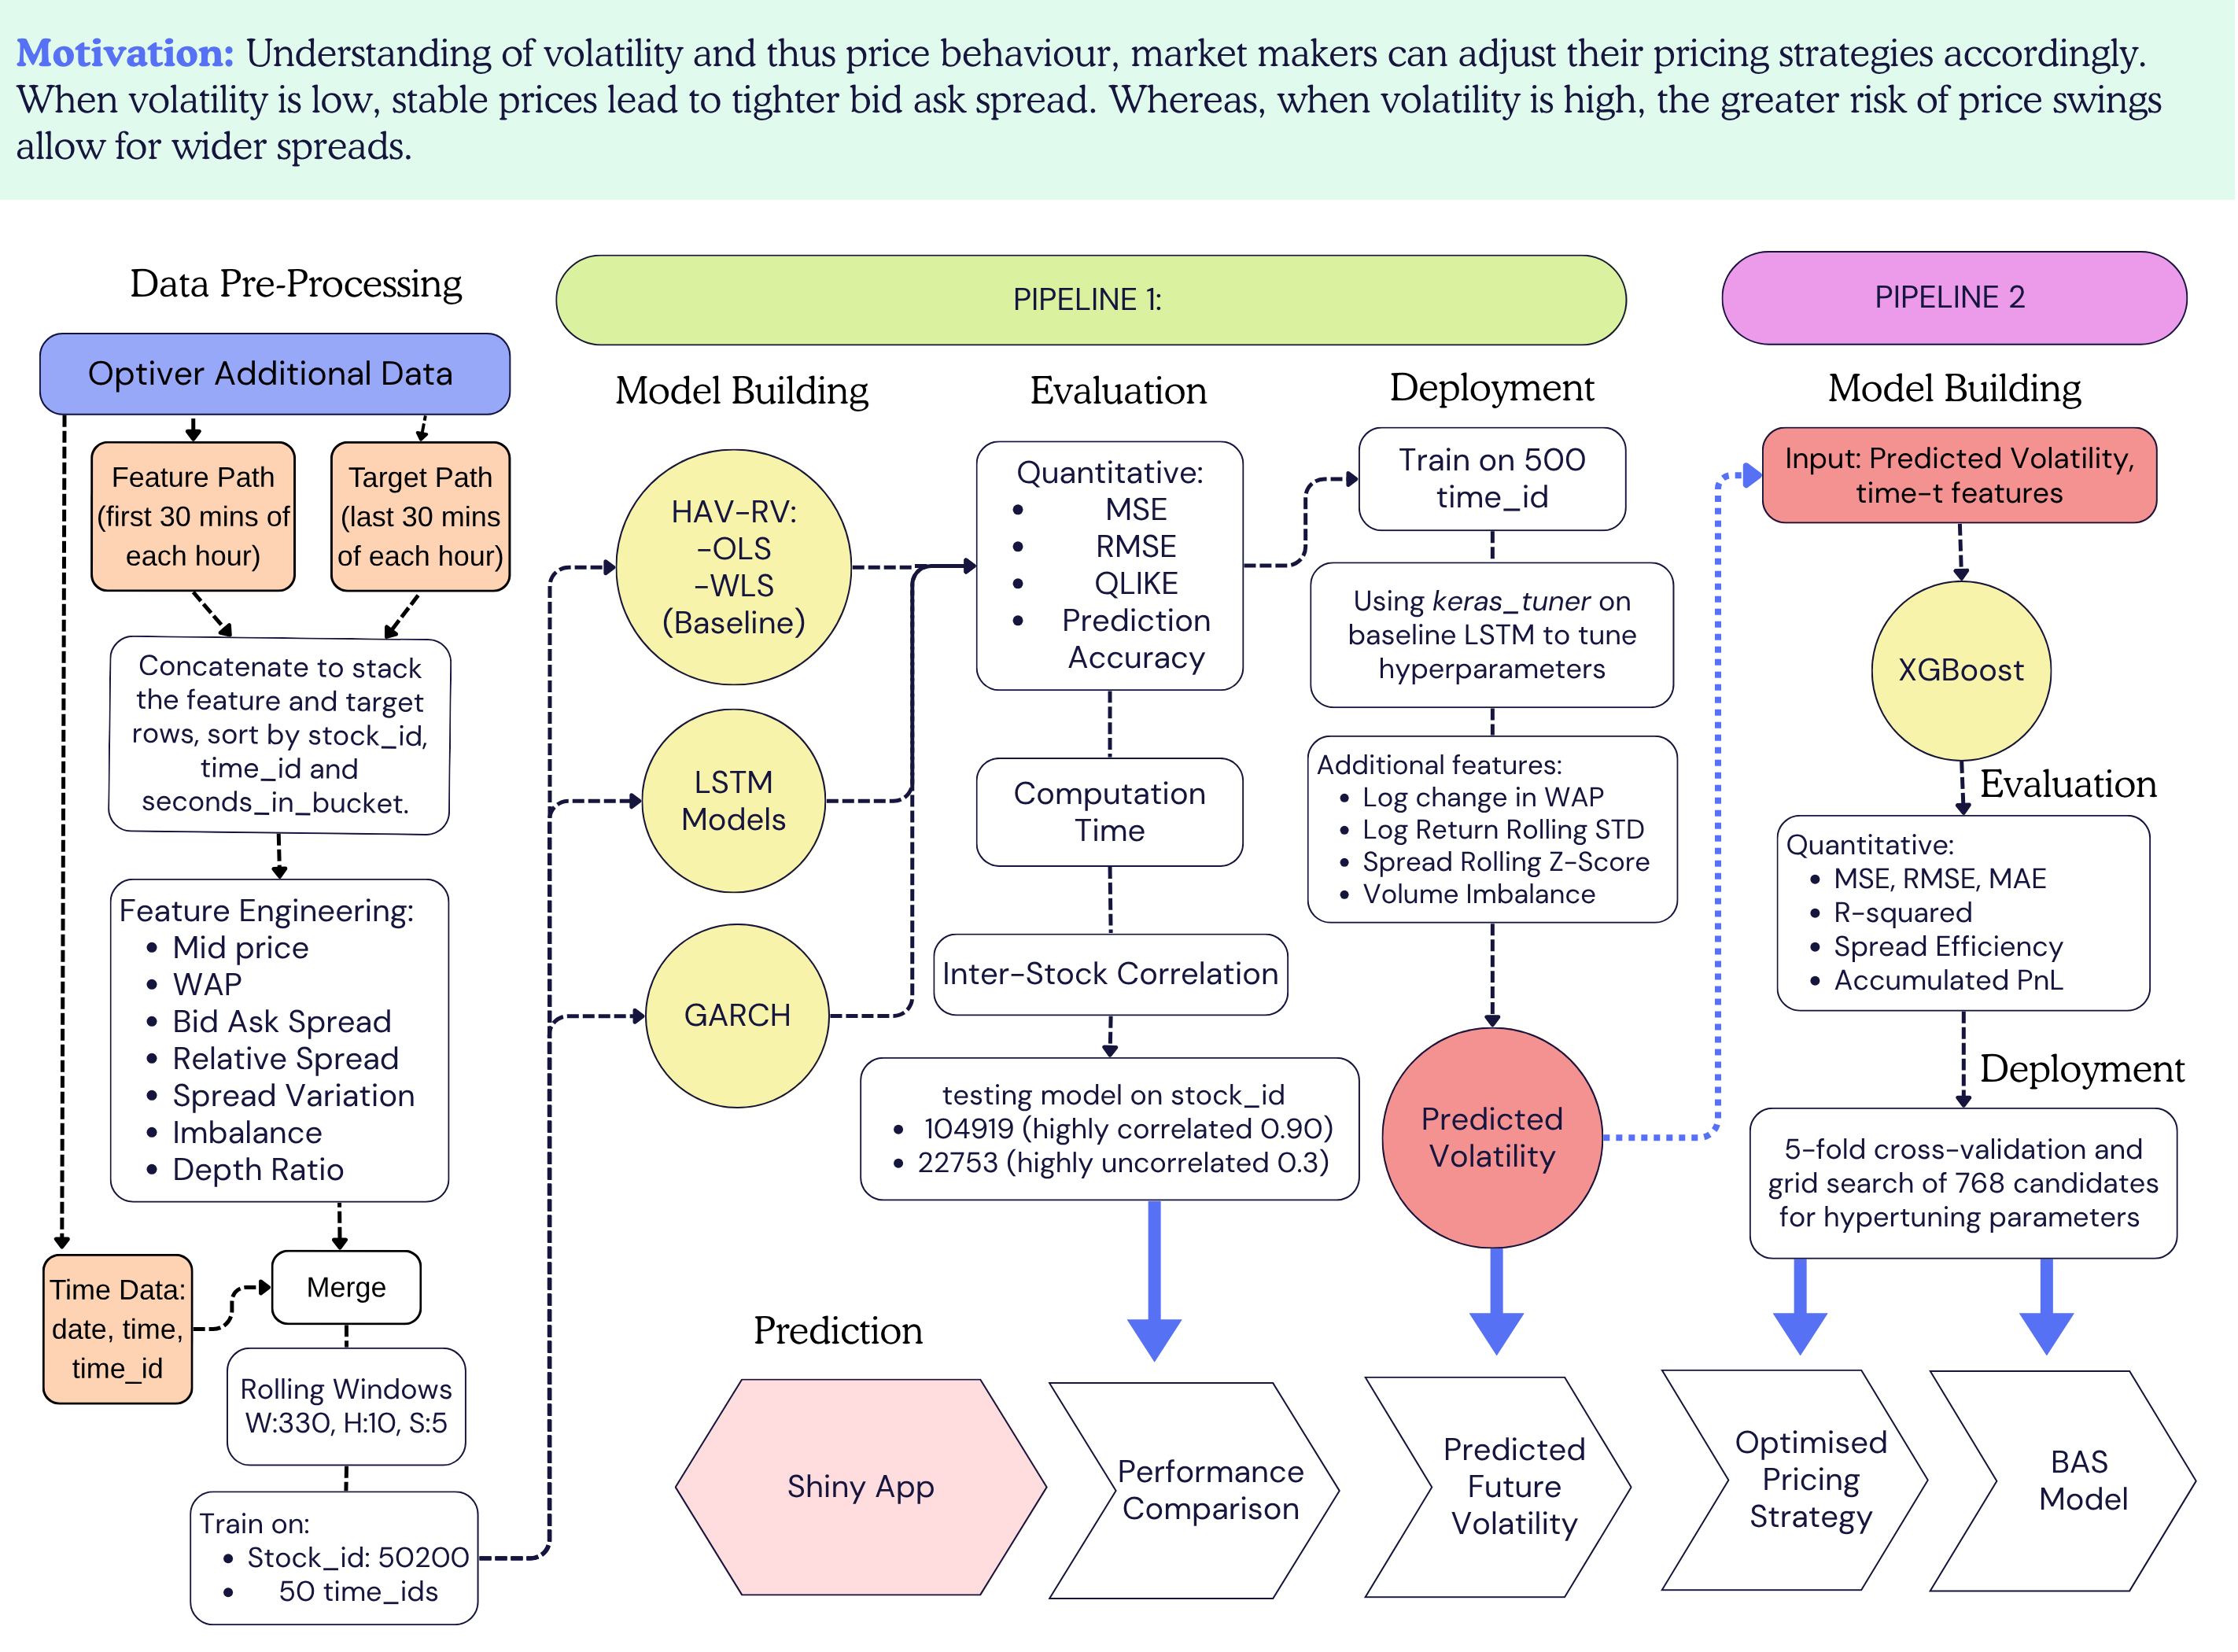 Motivation: Understanding of volatility and thus price behaviour, market makers can adjust their pricing strategies accordingly.
When volatility is low, stable prices lead to tighter bid ask spread. Whereas, when volatility is high, the greater risk of price swings
allow for wider spreads.
Data Pre-Processing
Optiver Additional Data
Feature Path
(first 30 mins of
each hour)
Target Path
(last 30 mins
of each hour)
Concatenate to stack
the feature and target
rows, sort by stock_id,
time_id and
seconds_in_bucket.
Feature Engineering:
• Mid price
• WAP
• Bid Ask Spread
• Relative Spread
• Spread Variation
• Imbalance
• Depth Ratio
Time Data:
date, time,
time_id
Merge
Rolling Windows
W:330, H:10, S:5
Train on:
• Stock_id: 50200
• 50 time_ids
PIPELINE 1:
Model Building
HAV-RV:
-OLS
-WLS
(Baseline)
LSTM
Models
GARCH
Evaluation
Quantitative:
• MSE
• RMSE
• QLIKE
• Prediction
Accuracy
Computation
Time
Inter-Stock Correlation
testing model on stock_id
• 104919 (highly correlated 0.90)
• 22753 (highly uncorrelated 0.3)
Deployment
Train on 500
time_id
Using keras_tuner on
baseline LSTM to tune
hyperparameters
Additional features:
• Log change in WAP
• Log Return Rolling STD
• Spread Rolling Z-Score
• Volume Imbalance
Predicted
Volatility
PIPELINE 2
Model Building
Input: Predicted Volatility,
time-t features
XGBoost
Evaluation
Quantitative:
• MSE, RMSE, MAE
• R-squared
• Spread Efficiency
• Accumulated PnL
Deployment
5-fold cross-validation and
grid search of 768 candidates
for hypertuning parameters
Prediction
Shiny App
Performance
Comparison
Predicted
Future
Volatility
Optimised
Pricing
Strategy
BAS
Model